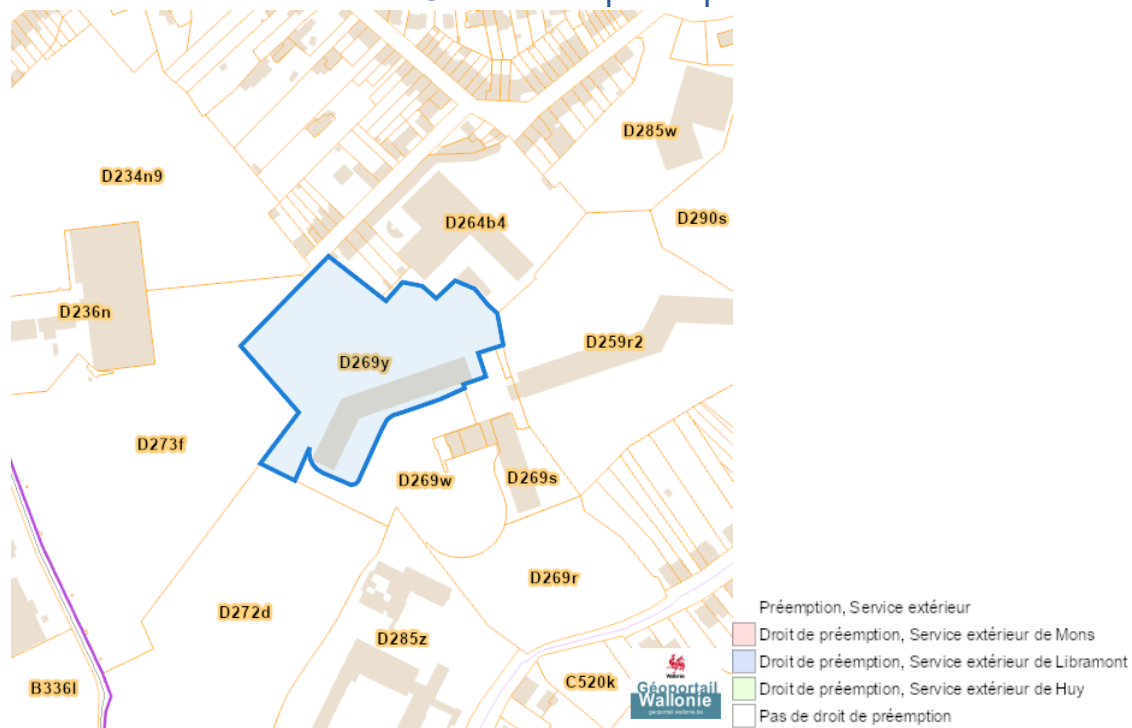 D285w
D234n9
D264b4
D290s
D236n
D259r2
D269y
D273f
D269w
D269s
D269r
D272d
D285z
B336l
C520k
Wallonie
Géoportail
Wallonie
geoportail.wallonie.be
Préemption, Service extérieur
Droit de préemption, Service extérieur de Mons
Droit de préemption, Service extérieur de Libramont
Droit de préemption, Service extérieur de Huy
Pas de droit de préemption